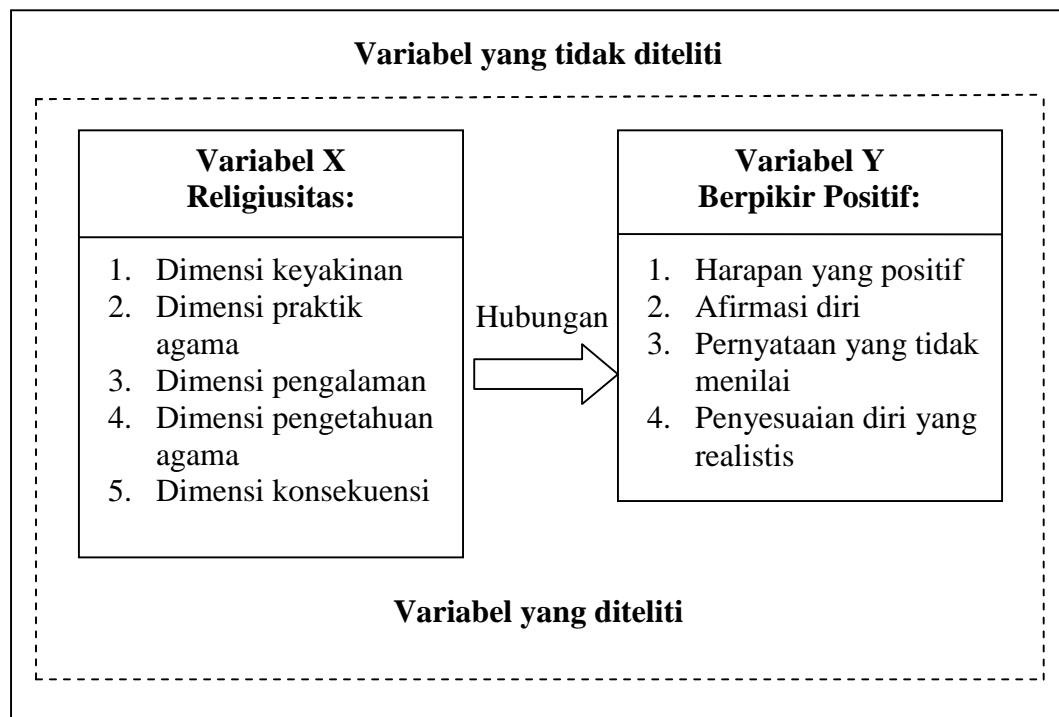 Variabel yang tidak diteliti
Variabel X
Religiusitas:
1. Dimensi keyakinan
2. Dimensi praktik
agama
3. Dimensi pengalaman
4. Dimensi pengetahuan
agama
5. Dimensi konsekuensi
Hubungan
Variabel Y
Berpikir Positif:
1. Harapan yang positif
2. Afirmasi diri
3. Pernyataan yang tidak
menilai
4. Penyesuaian diri yang
realistis
Variabel yang diteliti